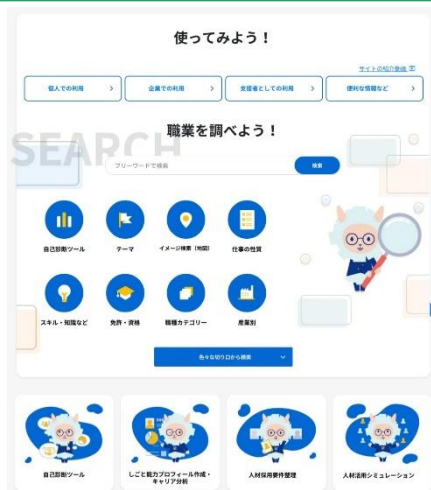 使ってみよう！
サイトの紹介動画
個人での利用
企業での利用
支援者としての利用
便利な情報など
SEARCH
職業を調べよう！
フリーワードで検索
検索
自己診断ツール
テーマ
イメージ検索（地図）
仕事の性質
スキル・知識など
免許・資格
職種カテゴリー
産業別
色々な切り口から検索
自己診断ツール
しごと能力プロフィール作成・
キャリア分析
人材採用要件整理
人材活用シミュレーション